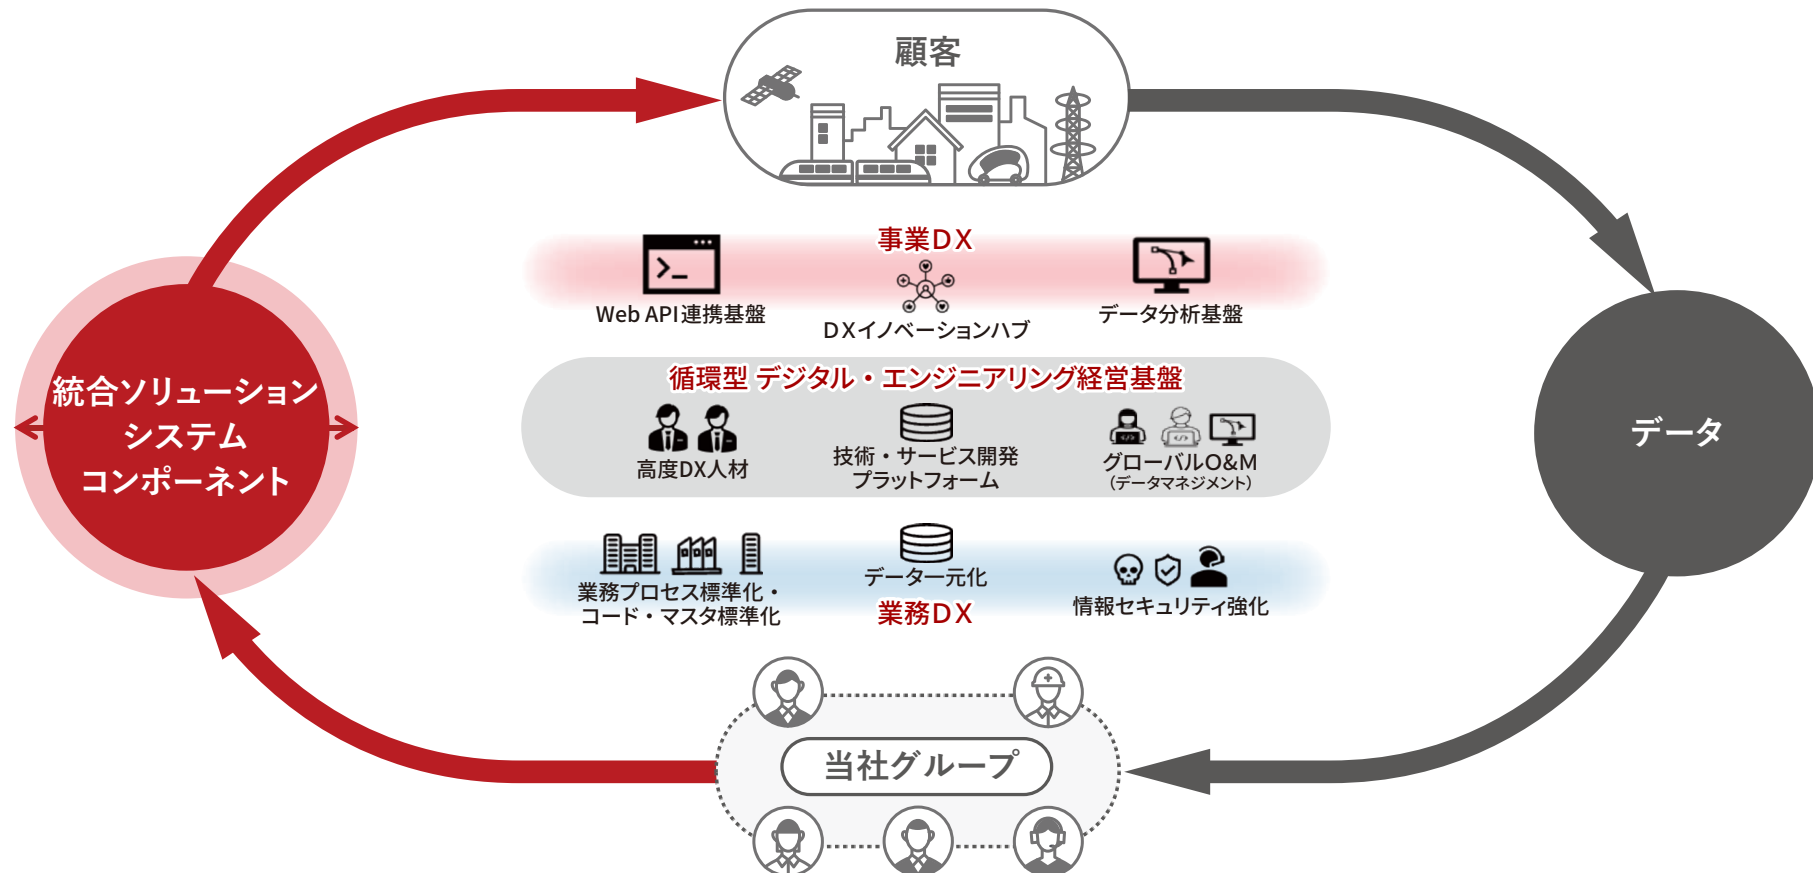 顧客
事業DX
Web API連携基盤
DXイノベーションハブ
データ分析基盤
循環型 デジタル・エンジニアリング経営基盤
高度DX人材
技術・サービス開発
プラットフォーム
グローバルO&M
(データマネジメント)
統合ソリューション
システム
コンポーネント
データ
業務プロセス標準化・
コード・マスタ標準化
データ一元化
業務DX
情報セキュリティ強化
当社グループ